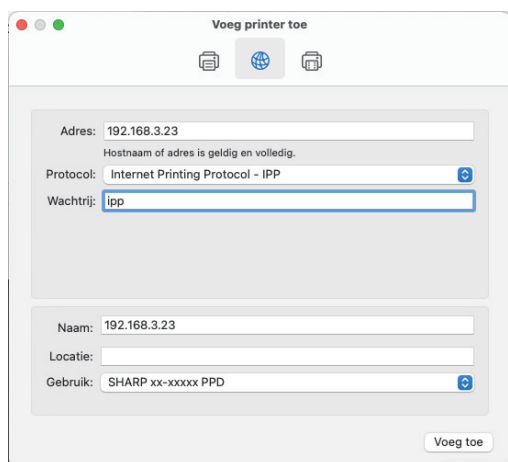 Voeg printer toe
Adres: 192.168.3.23
Hostnaam of adres is geldig en volledig.
Protocol: Internet Printing Protocol - IPP
Wachtrij: ipp
Naam: 192.168.3.23
Locatie:
Gebruik: SHARP xx-xxxxx PPD
Voeg toe